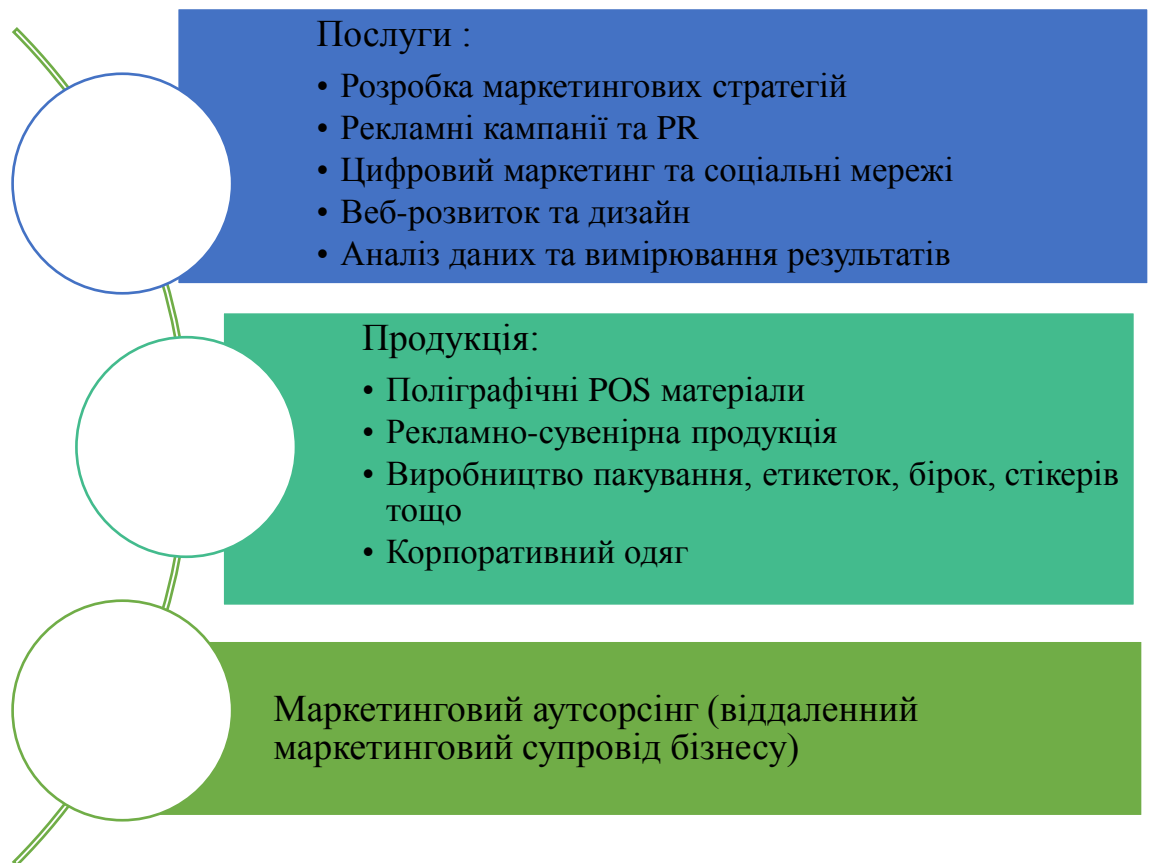 Послуги :
• Розробка маркетингових стратегій
• Рекламні кампанії та PR
• Цифровий маркетинг та соціальні мережі
• Веб-розвиток та дизайн
• Аналіз даних та вимірювання результатів
Продукція:
• Поліграфічні POS матеріали
• Рекламно-сувенірна продукція
• Виробництво пакування, етикеток, бірок, стікерів
тощо
• Корпоративний одяг
Маркетинговий аутсорсінг (віддаленний
маркетинговий супровід бізнесу)